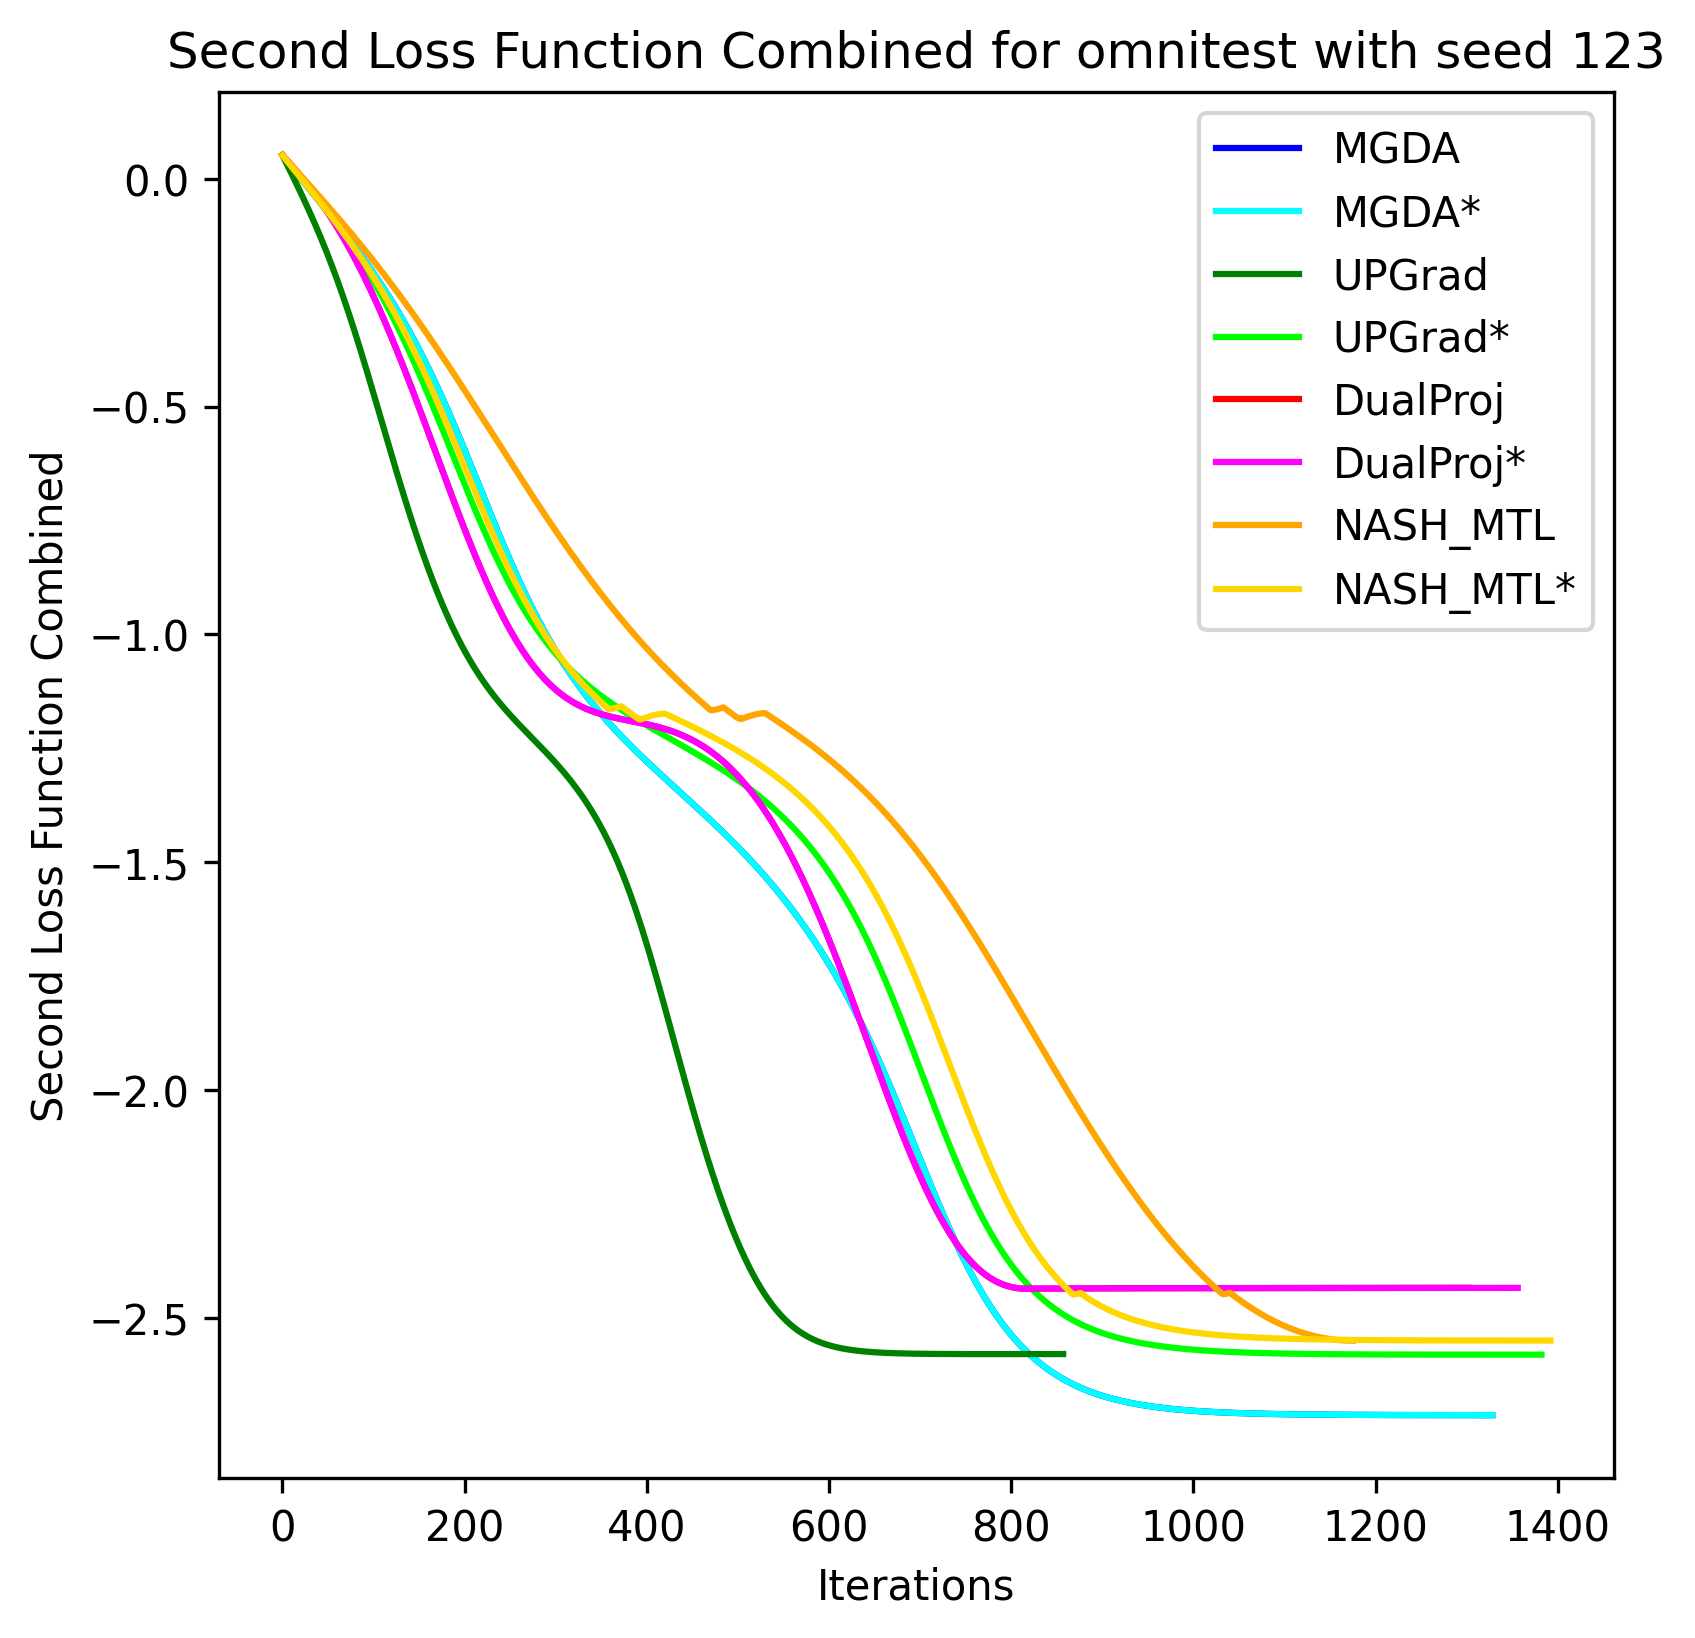 Second Loss Function Combined for omnitest with seed 123
MGDA
MGDA*
UPGrad
UPGrad*
DualProj
DualProj*
NASH_MTL
NASH_MTL*
Second Loss Function Combined
0.0
−0.5
−1.0
−1.5
−2.0
−2.5
0 200 400 600 800 1000 1200 1400
Iterations